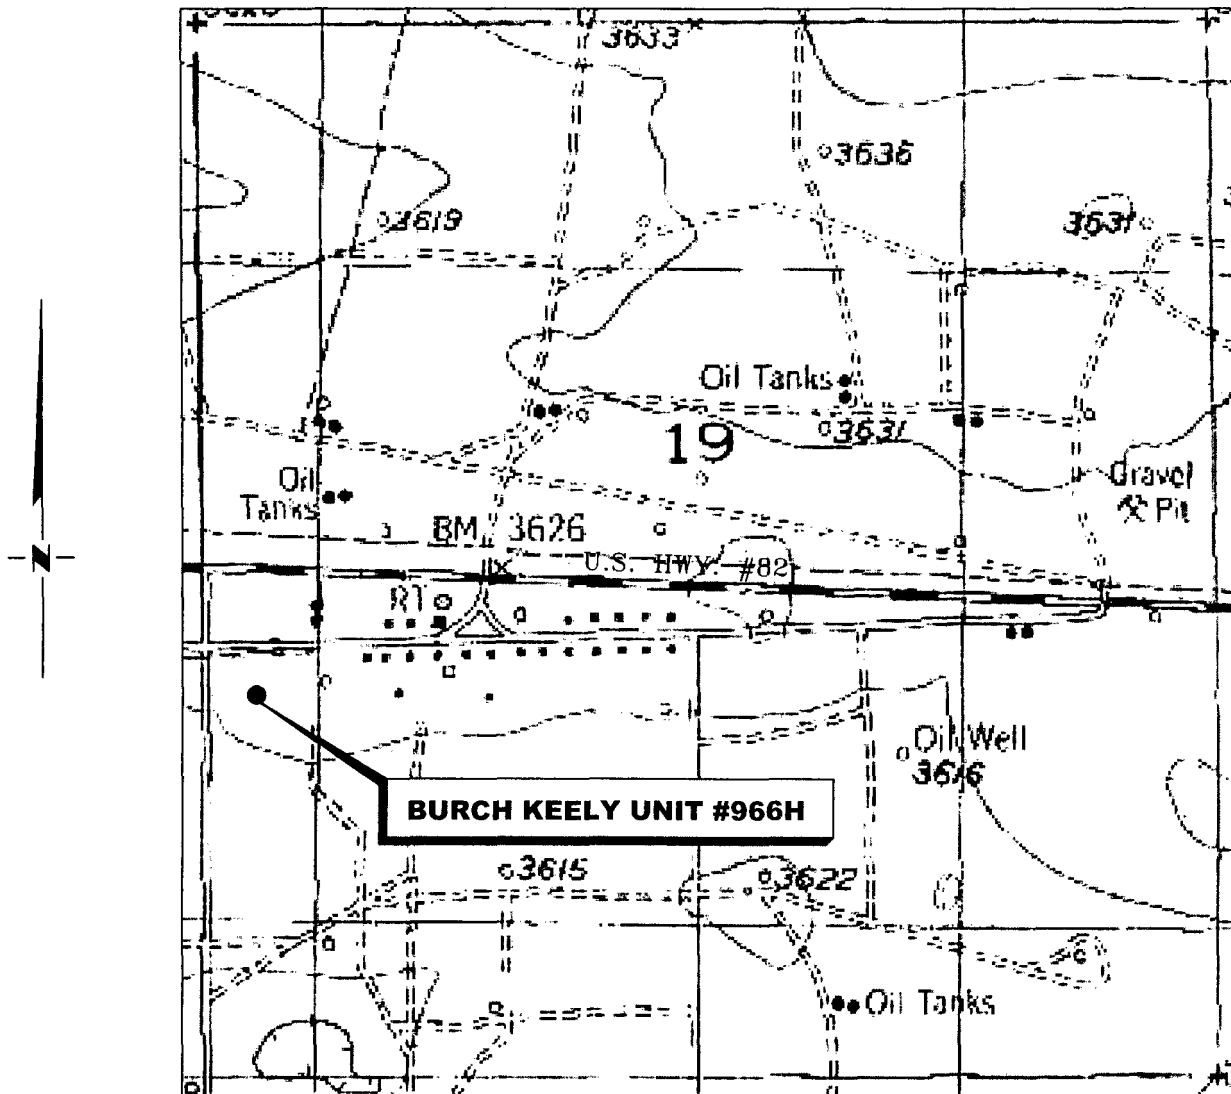 3633
3636
3619
3631
Oil Tanks
3631
19
Oil
Tanks
Gravel
Pit
BM 3626
U.S. HWY. #82
RT
Oil Well
3616
BURCH KEELY UNIT #966H
3615
3622
Oil Tanks
N